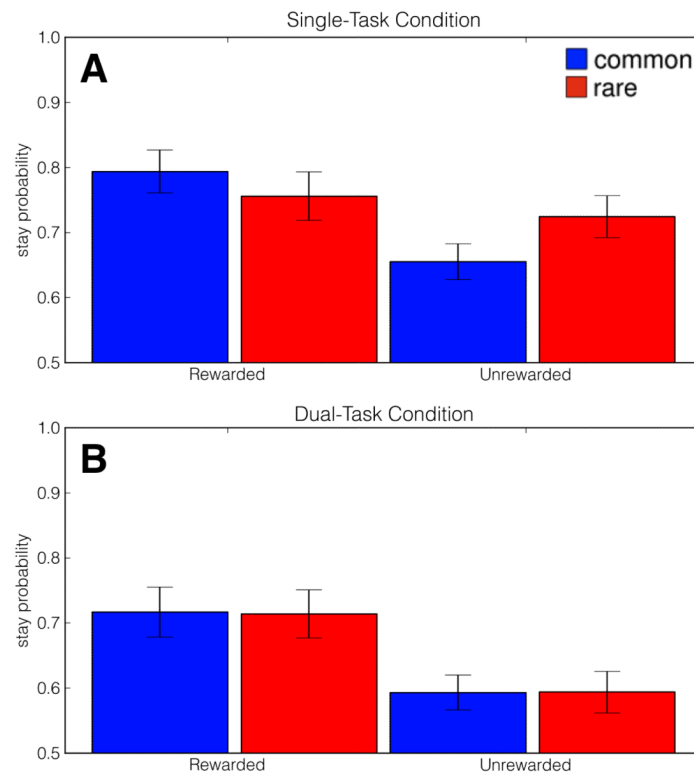 Single-Task Condition
A
common
rare
1.0
0.9
0.8
0.7
0.6
0.5
stay probability
Rewarded Unrewarded
Dual-Task Condition
B
1.0
0.9
0.8
0.7
0.6
0.5
stay probability
Rewarded Unrewarded